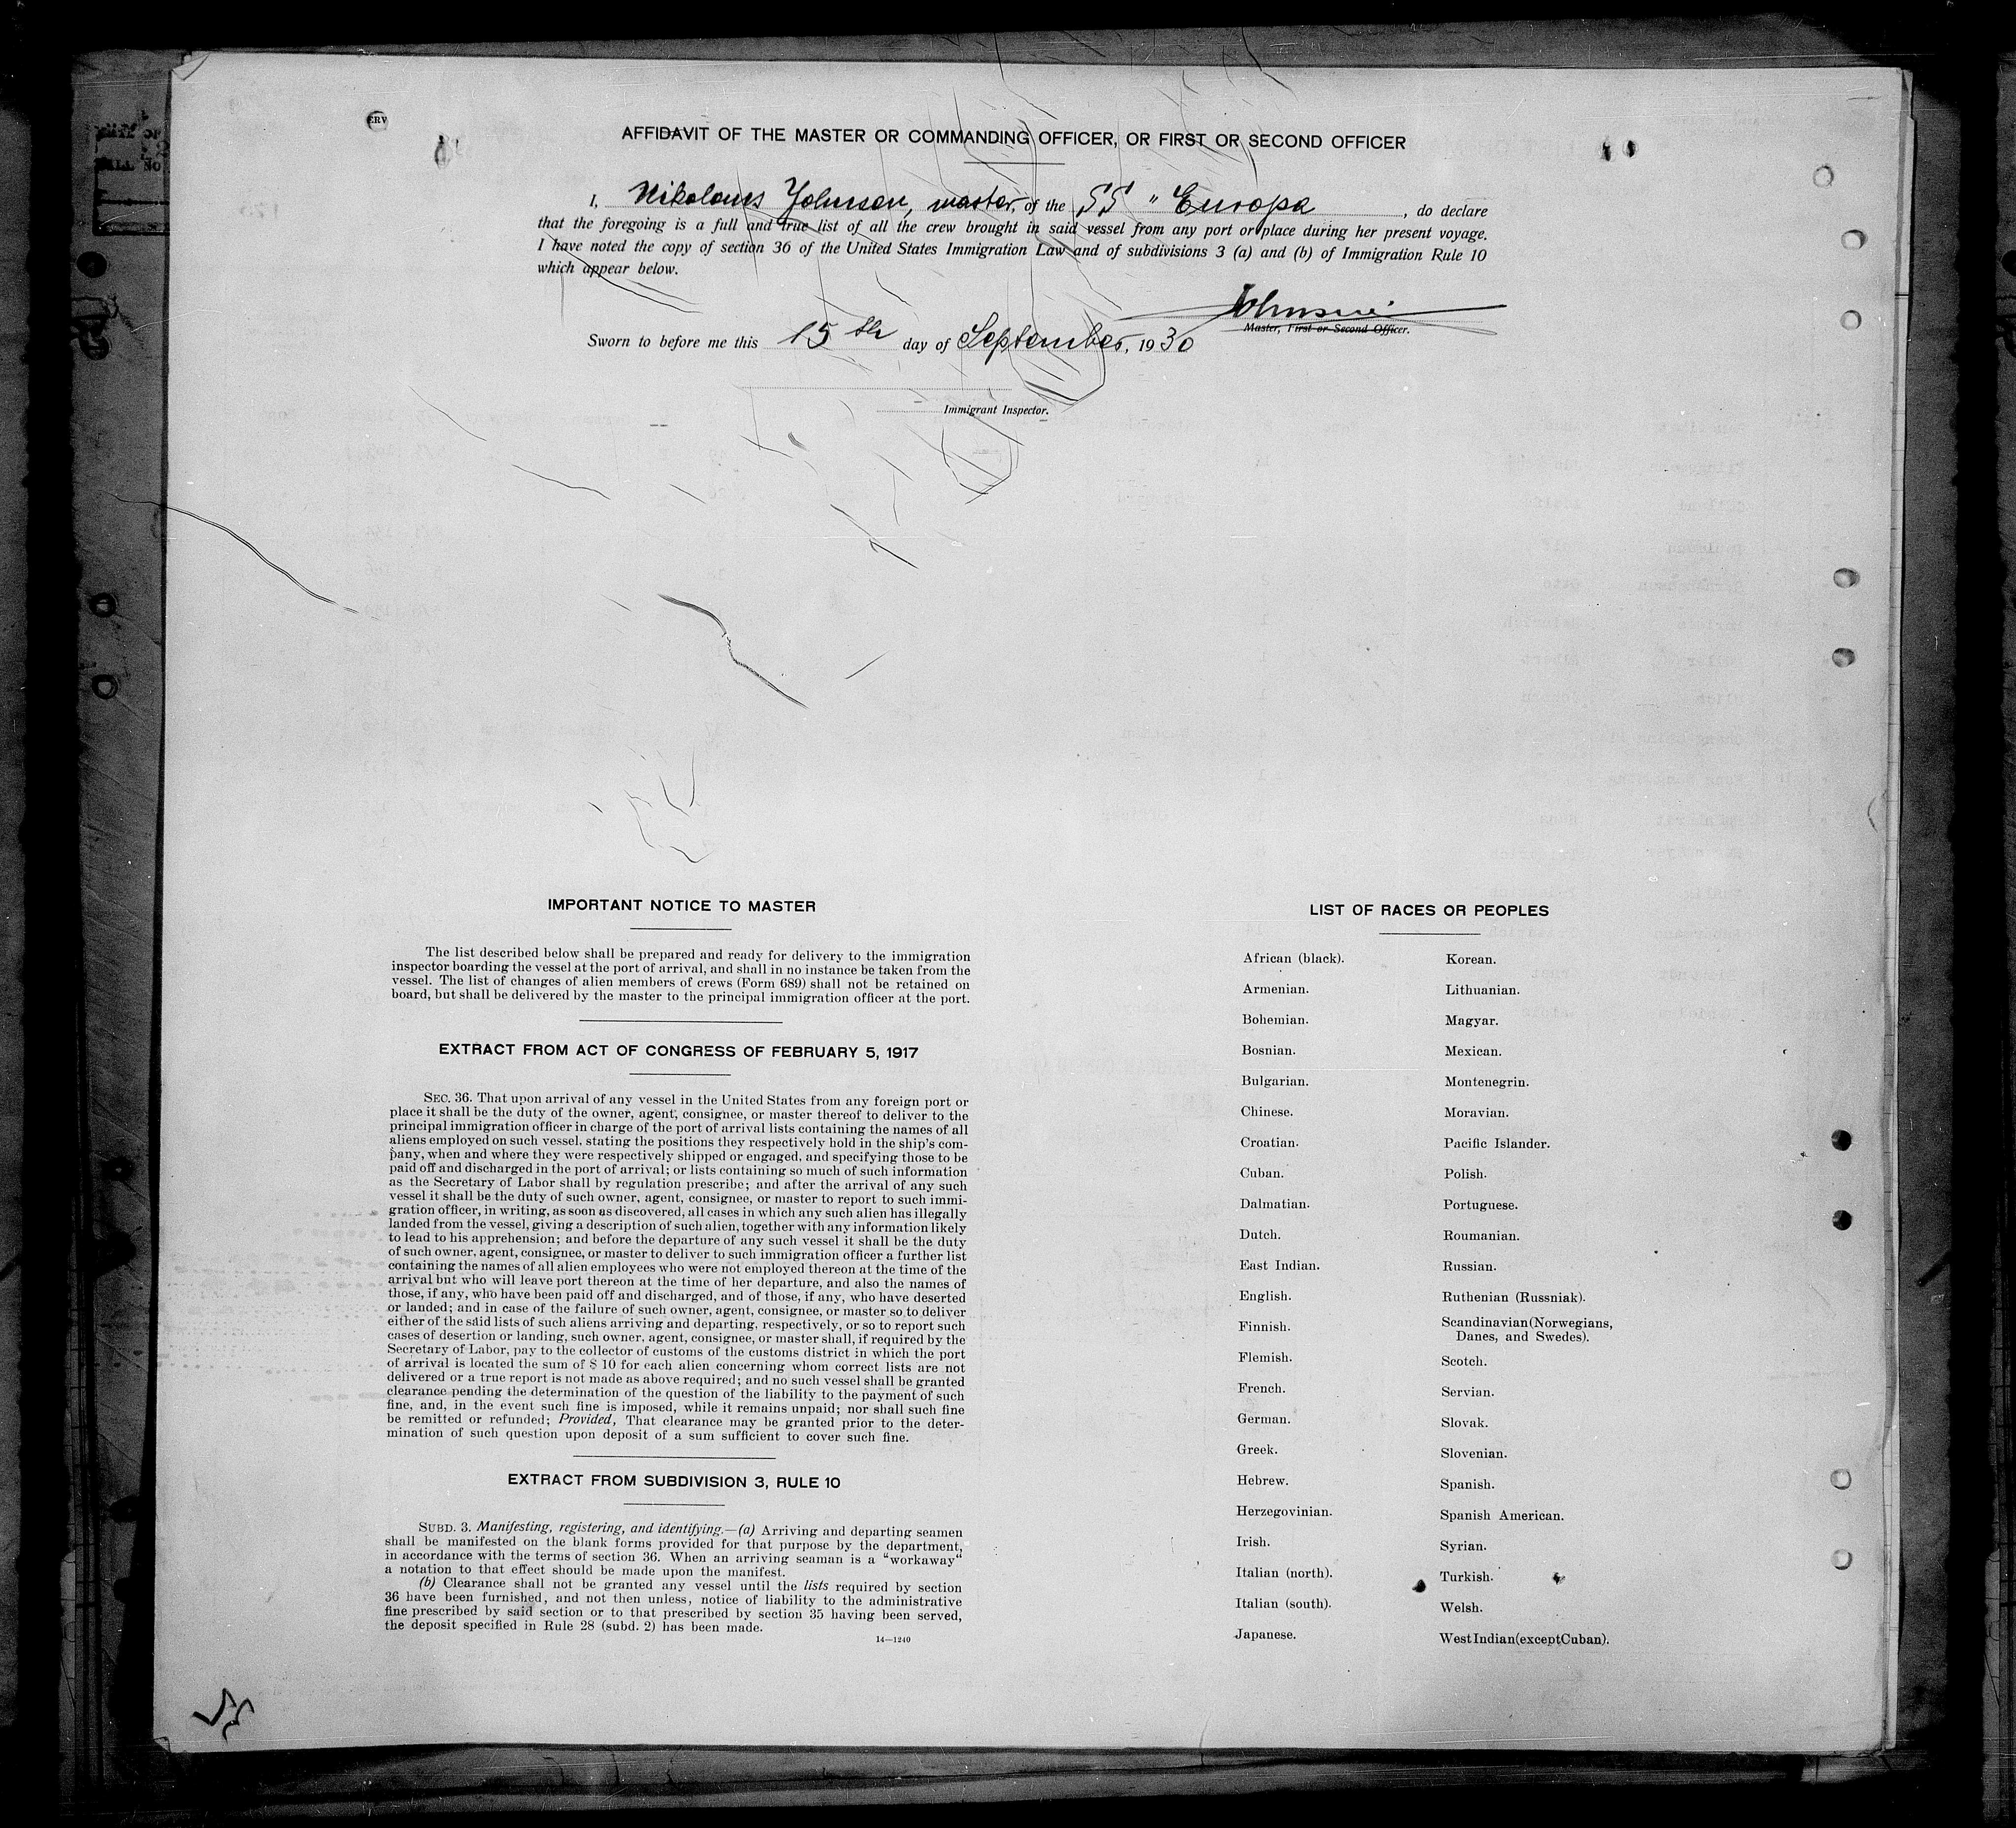 ERV
AFFIDAVIT OF THE MASTER OR COMMANDING OFFICER, OR FIRST OR SECOND OFFICER
I, Nikolaus Johnsen, master, of the SS " Europa , do declare
that the foregoing is a full and true list of all the crew brought in said vessel from any port or place during her present voyage.
I have noted the copy of section 36 of the United States Immigration Law and of subdivisions 3 (a) and (b) of Immigration Rule 10
which appear below.
Johnsen
Master, First or Second Officer.
Sworn to before me this 15th day of September, 1930
Immigrant Inspector.
IMPORTANT NOTICE TO MASTER
The list described below shall be prepared and ready for delivery to the immigration
inspector boarding the vessel at the port of arrival, and shall in no instance be taken from the
vessel. The list of changes of alien members of crews (Form 689) shall not be retained on
board, but shall be delivered by the master to the principal immigration officer at the port.
EXTRACT FROM ACT OF CONGRESS OF FEBRUARY 5, 1917
SEC. 36. That upon arrival of any vessel in the United States from any foreign port or
place it shall be the duty of the owner, agent, consignee, or master thereof to deliver to the
principal immigration officer in charge of the port of arrival lists containing the names of all
aliens employed on such vessel, stating the positions they respectively hold in the ship's com-
pany, when and where they were respectively shipped or engaged, and specifying those to be
paid off and discharged in the port of arrival; or lists containing so much of such information
as the Secretary of Labor shall by regulation prescribe; and after the arrival of any such
vessel it shall be the duty of such owner, agent, consignee, or master to report to such immi-
gration officer, in writing, as soon as discovered, all cases in which any such alien has illegally
landed from the vessel, giving a description of such alien, together with any information likely
to lead to his apprehension; and before the departure of any such vessel it shall be the duty
of such owner, agent, consignee, or master to deliver to such immigration officer a further list
containing the names of all alien employees who were not employed thereon at the time of the
arrival but who will leave port thereon at the time of her departure, and also the names of
those, if any, who have been paid off and discharged, and of those, if any, who have deserted
or landed; and in case of the failure of such owner, agent, consignee, or master so to deliver
either of the said lists of such aliens arriving and departing, respectively, or so to report such
cases of desertion or landing, such owner, agent, consignee, or master shall, if required by the
Secretary of Labor, pay to the collector of customs of the customs district in which the port
of arrival is located the sum of $ 10 for each alien concerning whom correct lists are not
delivered or a true report is not made as above required; and no such vessel shall be granted
clearance pending the determination of the question of the liability to the payment of such
fine, and, in the event such fine is imposed, while it remains unpaid; nor shall such fine
be remitted or refunded; Provided, That clearance may be granted prior to the deter-
mination of such question upon deposit of a sum sufficient to cover such fine.
EXTRACT FROM SUBDIVISION 3, RULE 10
SUBD. 3. Manifesting, registering, and identifying.—(a) Arriving and departing seamen
shall be manifested on the blank forms provided for that purpose by the department,
in accordance with the terms of section 36. When an arriving seaman is a “workaway“
a notation to that effect should be made upon the manifest.
(b) Clearance shall not be granted any vessel until the lists required by section
36 have been furnished, and not then unless, notice of liability to the administrative
fine prescribed by said section or to that prescribed by section 35 having been served,
the deposit specified in Rule 28 (subd. 2) has been made.
14—1240
LIST OF RACES OR PEOPLES
African (black).
Armenian.
Bohemian.
Bosnian.
Bulgarian.
Chinese.
Croatian.
Cuban.
Dalmatian.
Dutch.
East Indian.
English.
Finnish.
Flemish.
French.
German.
Greek.
Hebrew.
Herzegovinian.
Irish.
Italian (north).
Italian (south).
Japanese.
Korean.
Lithuanian.
Magyar.
Mexican.
Montenegrin.
Moravian.
Pacific Islander.
Polish.
Portuguese.
Roumanian.
Russian.
Ruthenian (Russniak).
Scandinavian (Norwegians,
Danes, and Swedes).
Scotch.
Servian.
Slovak.
Slovenian.
Spanish.
Spanish American.
Syrian.
Turkish.
Welsh.
West Indian (except Cuban).